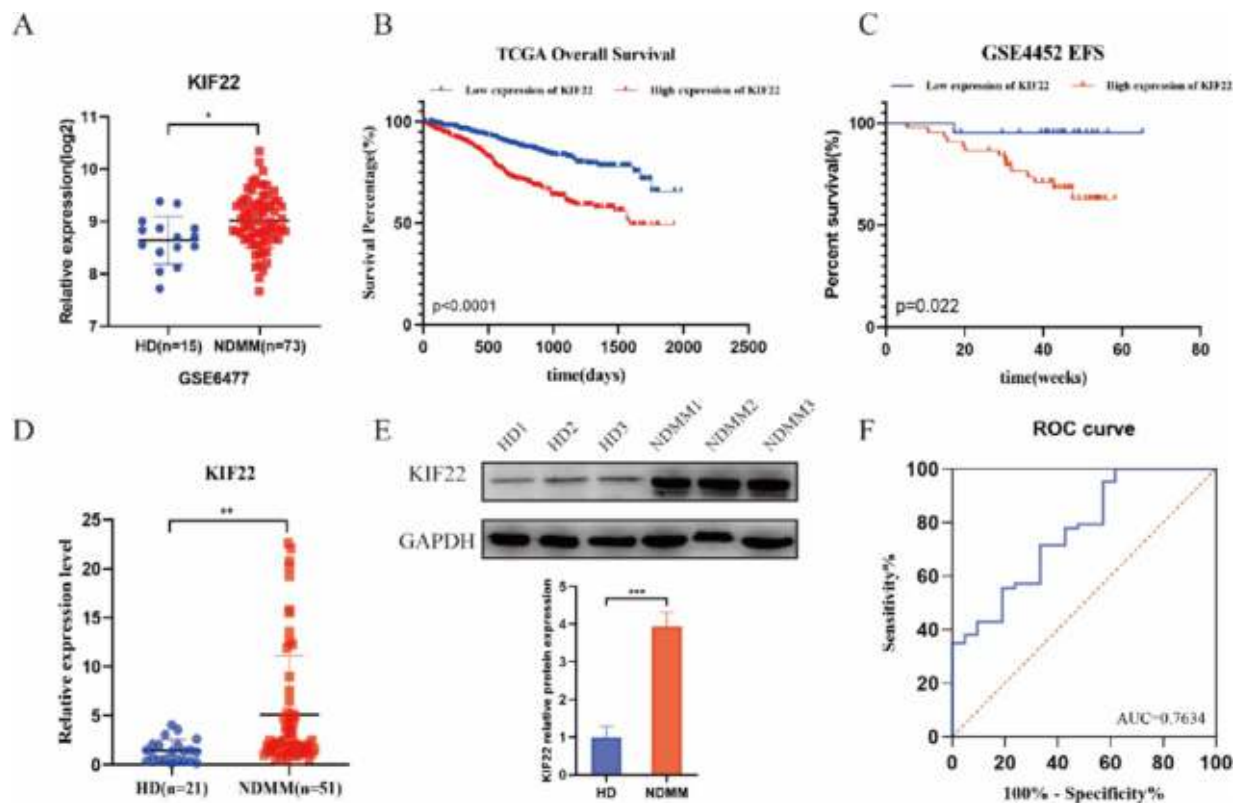 A
KIF22
Relative expression(log2)
11
10
9
8
7
*
HD(n=15) NDMM(n=73)
GSE6477
B
TCGA Overall Survival
Low expression of KIF22 High expression of KIF22
Survival Percentage(%)
100
50
0
p<0.0001
0 500 1000 1500 2000 2500
time(days)
C
GSE4452 EFS
Low expression of KIF22 High expression of KIF22
Percent survival(%)
100
50
0
p=0.022
0 20 40 60 80
time(weeks)
D
KIF22
Relative expression level
25
20
15
10
5
0
**
HD(n=21) NDMM(n=51)
E
HD1 HD2 HD3 NDMM1 NDMM2 NDMM3
KIF22
GAPDH
KIF22 relative protein expression
5
4
3
2
1
0
***
HD NDMM
F
ROC curve
Sensitivity%
100
80
60
40
20
0
AUC=0.7634
0 20 40 60 80 100
100% - Specificity%